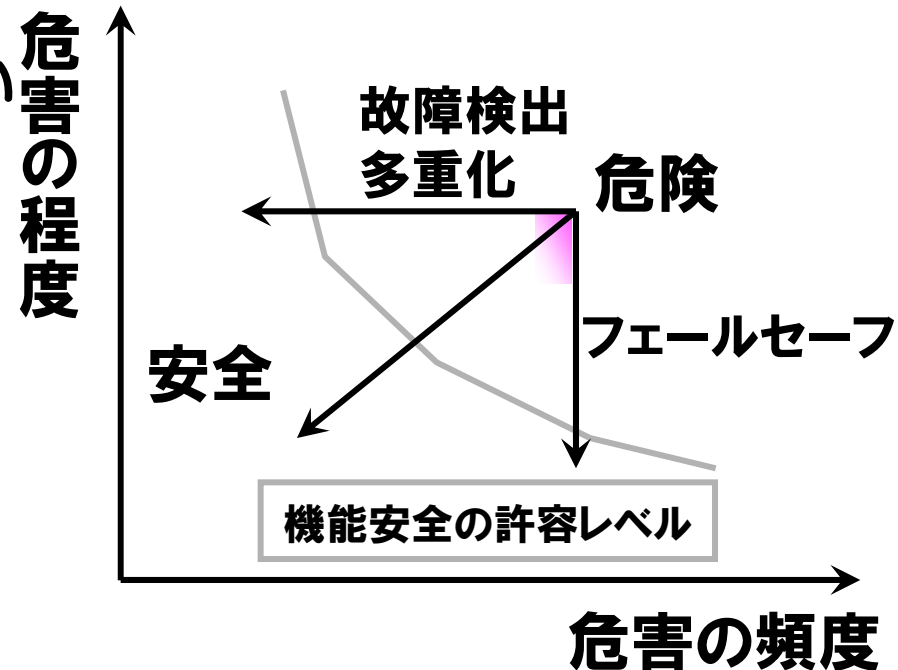 危害の程度
故障検出
多重化
危険
フェールセーフ
安全
機能安全の許容レベル
危害の頻度